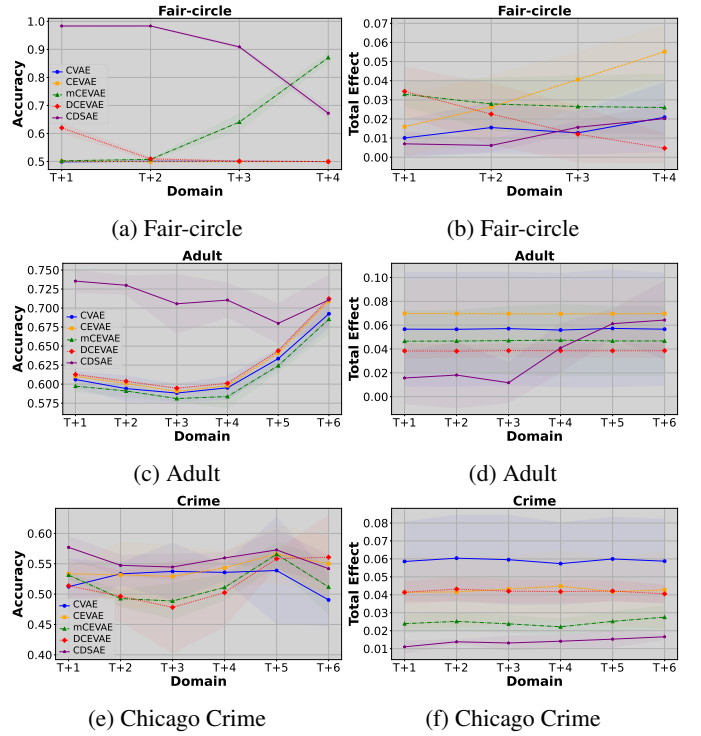 Fair-circle
Accuracy
1.0
0.9
0.8
0.7
0.6
0.5
CVAE
CEVAE
mCEVAE
DCEVAE
CDSAE
T+1 T+2 T+3 T+4
Domain
(a) Fair-circle
Fair-circle
Total Effect
0.07
0.06
0.05
0.04
0.03
0.02
0.01
0.00
T+1 T+2 T+3 T+4
Domain
(b) Fair-circle
Adult
Accuracy
0.750
0.725
0.700
0.675
0.650
0.625
0.600
0.575
CVAE
CEVAE
mCEVAE
DCEVAE
CDSAE
T+1 T+2 T+3 T+4 T+5 T+6
Domain
(c) Adult
Adult
Total Effect
0.10
0.08
0.06
0.04
0.02
0.00
T+1 T+2 T+3 T+4 T+5 T+6
Domain
(d) Adult
Crime
Accuracy
0.60
0.55
0.50
0.45
0.40
CVAE
CEVAE
mCEVAE
DCEVAE
CDSAE
T+1 T+2 T+3 T+4 T+5 T+6
Domain
(e) Chicago Crime
Crime
Total Effect
0.08
0.07
0.06
0.05
0.04
0.03
0.02
0.01
T+1 T+2 T+3 T+4 T+5 T+6
Domain
(f) Chicago Crime